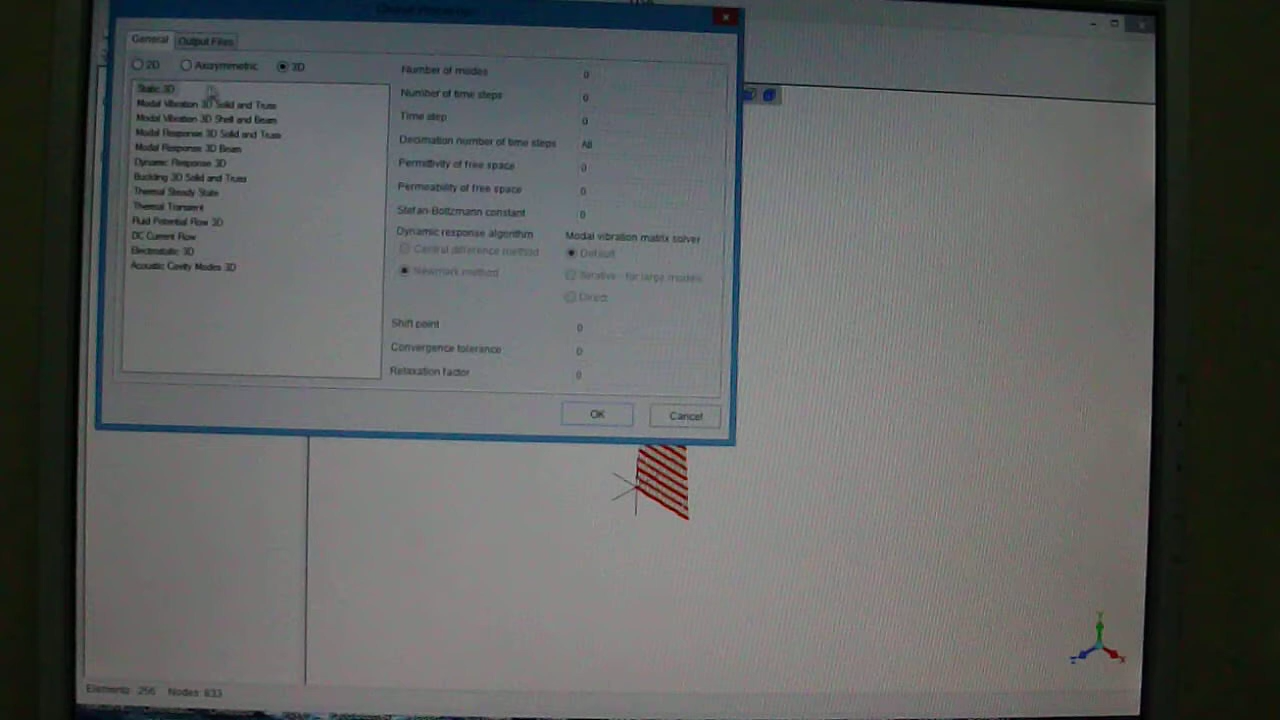 General
Output Files
2D
Axisymmetric
3D
Static 3D
Modal Vibration 3D Solid and Truss
Modal Vibration 3D Shell and Beam
Modal Response 3D Solid and Truss
Modal Response 3D Beam
Dynamic Response 3D
Buckling 3D Solid and Truss
Thermal Steady State
Thermal Transient
Fluid Potential Flow 3D
DC Current Flow
Electrostatic 3D
Acoustic Cavity Modes 3D
Number of modes 0
Number of time steps 0
Time step 0
Decimation number of time steps All
Permittivity of free space 0
Permeability of free space 0
Stefan-Boltzmann constant 0
Dynamic response algorithm
Central difference method
Newmark method
Modal vibration matrix solver
Default
Iterative - for large models
Direct
Shift point 0
Convergence tolerance 0
Relaxation factor 0
OK
Cancel
Y
Z
X
Elements 256 Nodes 633